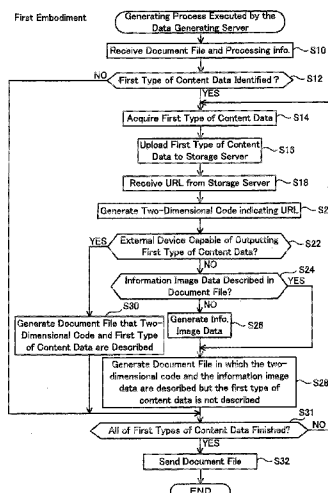 First Embodiment
Generating Process Executed by the
Data Generating Server
Receive Document File and Processing Info.
S10
NO
First Type of Content Data Identified?
S12
YES
Acquire First Type of Content Data
S14
Upload First Type of Content
Data to Storage Server
S16
Receive URL from Storage Server
S18
Generate Two-Dimensional Code indicating URL
S2
YES
External Device Capable of Outputting
First Type of Content Data?
S22
NO
S24
Information Image Data Described in
Document File?
YES
NO
S30
Generate Document File that Two-
Dimensional Code and First Type
of Content Data are Described
Generate Info.
Image Data
S26
Generate Document File in which the two-
dimensional code and the information image
data are described but the first type of
content data is not described
S28
S31
All of First Types of Content Data Finished?
NO
YES
Send Document File
S32
END